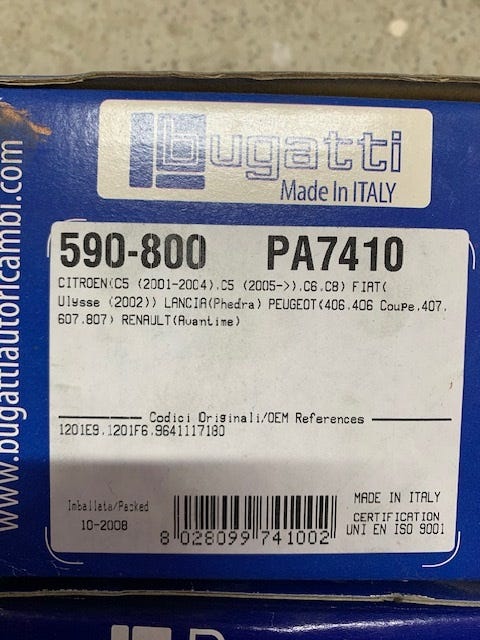 bugatti
Made In ITALY
www.bugattiautoricambi.com
590-800 PA7410
CITROEN(C5 (2001-2004).C5 (2005->).C6.C8) FIAT(
Ulysse (2002)) LANCIA(Phedra) PEUGEOT(406.406 Coupe.407.
607.807) RENAULT(Avantime)
Codici Originali/OEM References
1201E9.1201F6.9641117180
Imballata/Packed
10-2008
8 028099 741002
MADE IN ITALY
CERTIFICATION
UNI EN ISO 9001